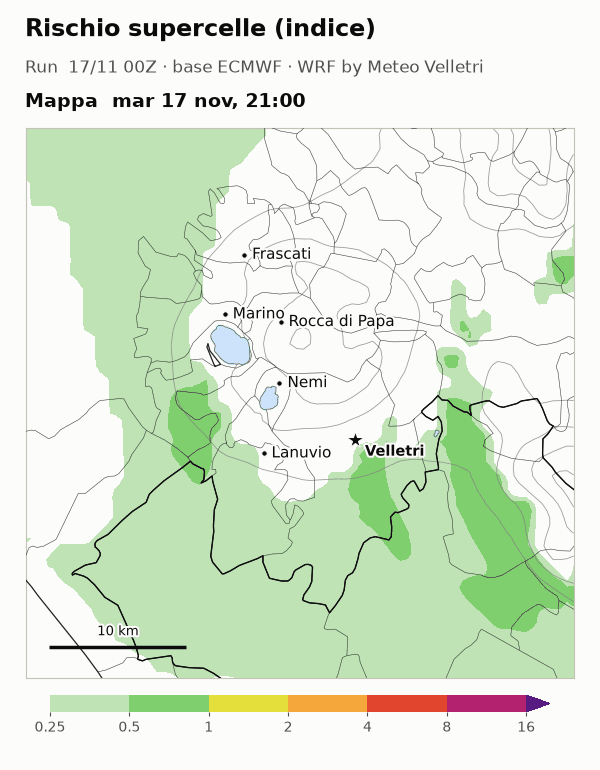 Rischio supercelle (indice)
Run  17/11 00Z · base ECMWF · WRF by Meteo Velletri
Mappa  mar 17 nov, 21:00
Frascati
Marino
Rocca di Papa
Nemi
Lanuvio
Velletri
10 km
0.25 0.5 1 2 4 8 16